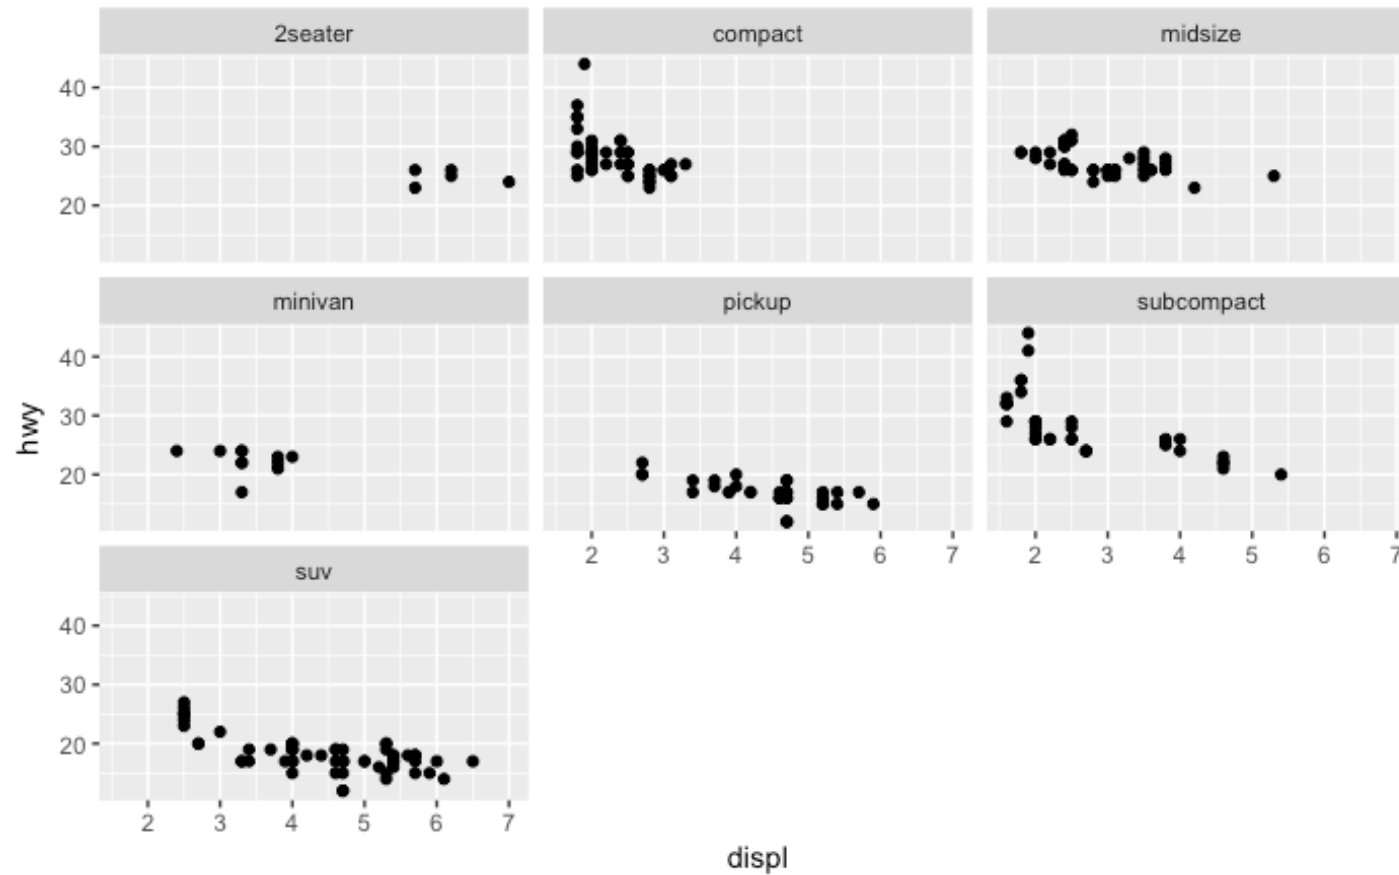 2seater compact midsize
40
30
20
minivan pickup subcompact
40
30
20
2 3 4 5 6 7 2 3 4 5 6 7
suv
40
30
20
2 3 4 5 6 7
hwy
displ